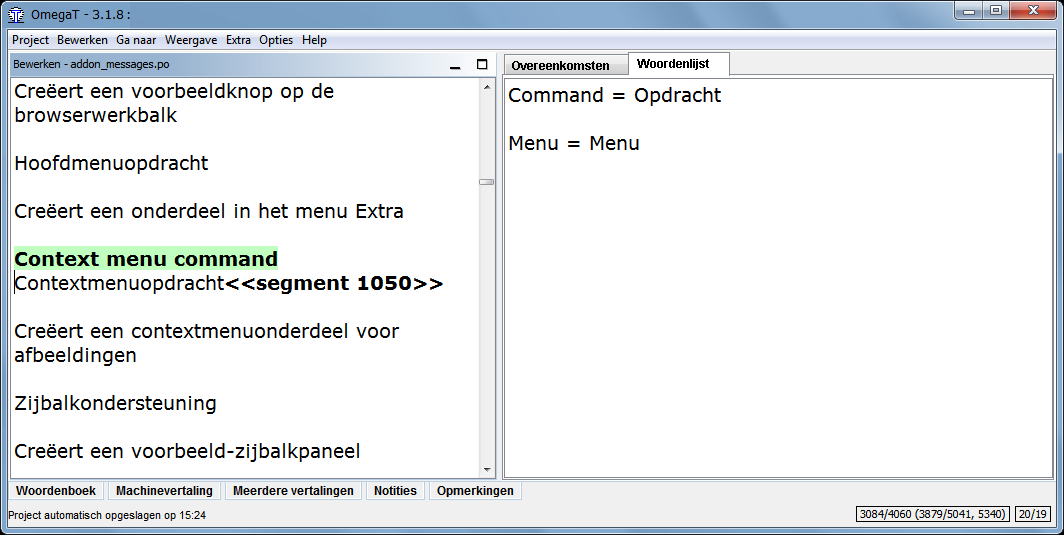 OmegaT - 3.1.8:
Project Bewerken Ga naar Weergave Extra Opties Help
Bewerken - addon_messages.po
Creëert een voorbeeldknop op de
browserwerkbalk
Hoofdmenuopdracht
Creëert een onderdeel in het menu Extra
Context menu command
Contextmenuopdracht<<segment 1050>>
Creëert een contextmenuonderdeel voor
afbeeldingen
Zijbalkondersteuning
Creëert een voorbeeld-zijbalkpaneel
Overeenkomsten Woordenlijst
Command = Opdracht
Menu = Menu
Woordenboek Machinevertaling Meerdere vertalingen Notities Opmerkingen
Project automatisch opgeslagen op 15:24 3084/4060 (3879/5041, 5340) 20/19